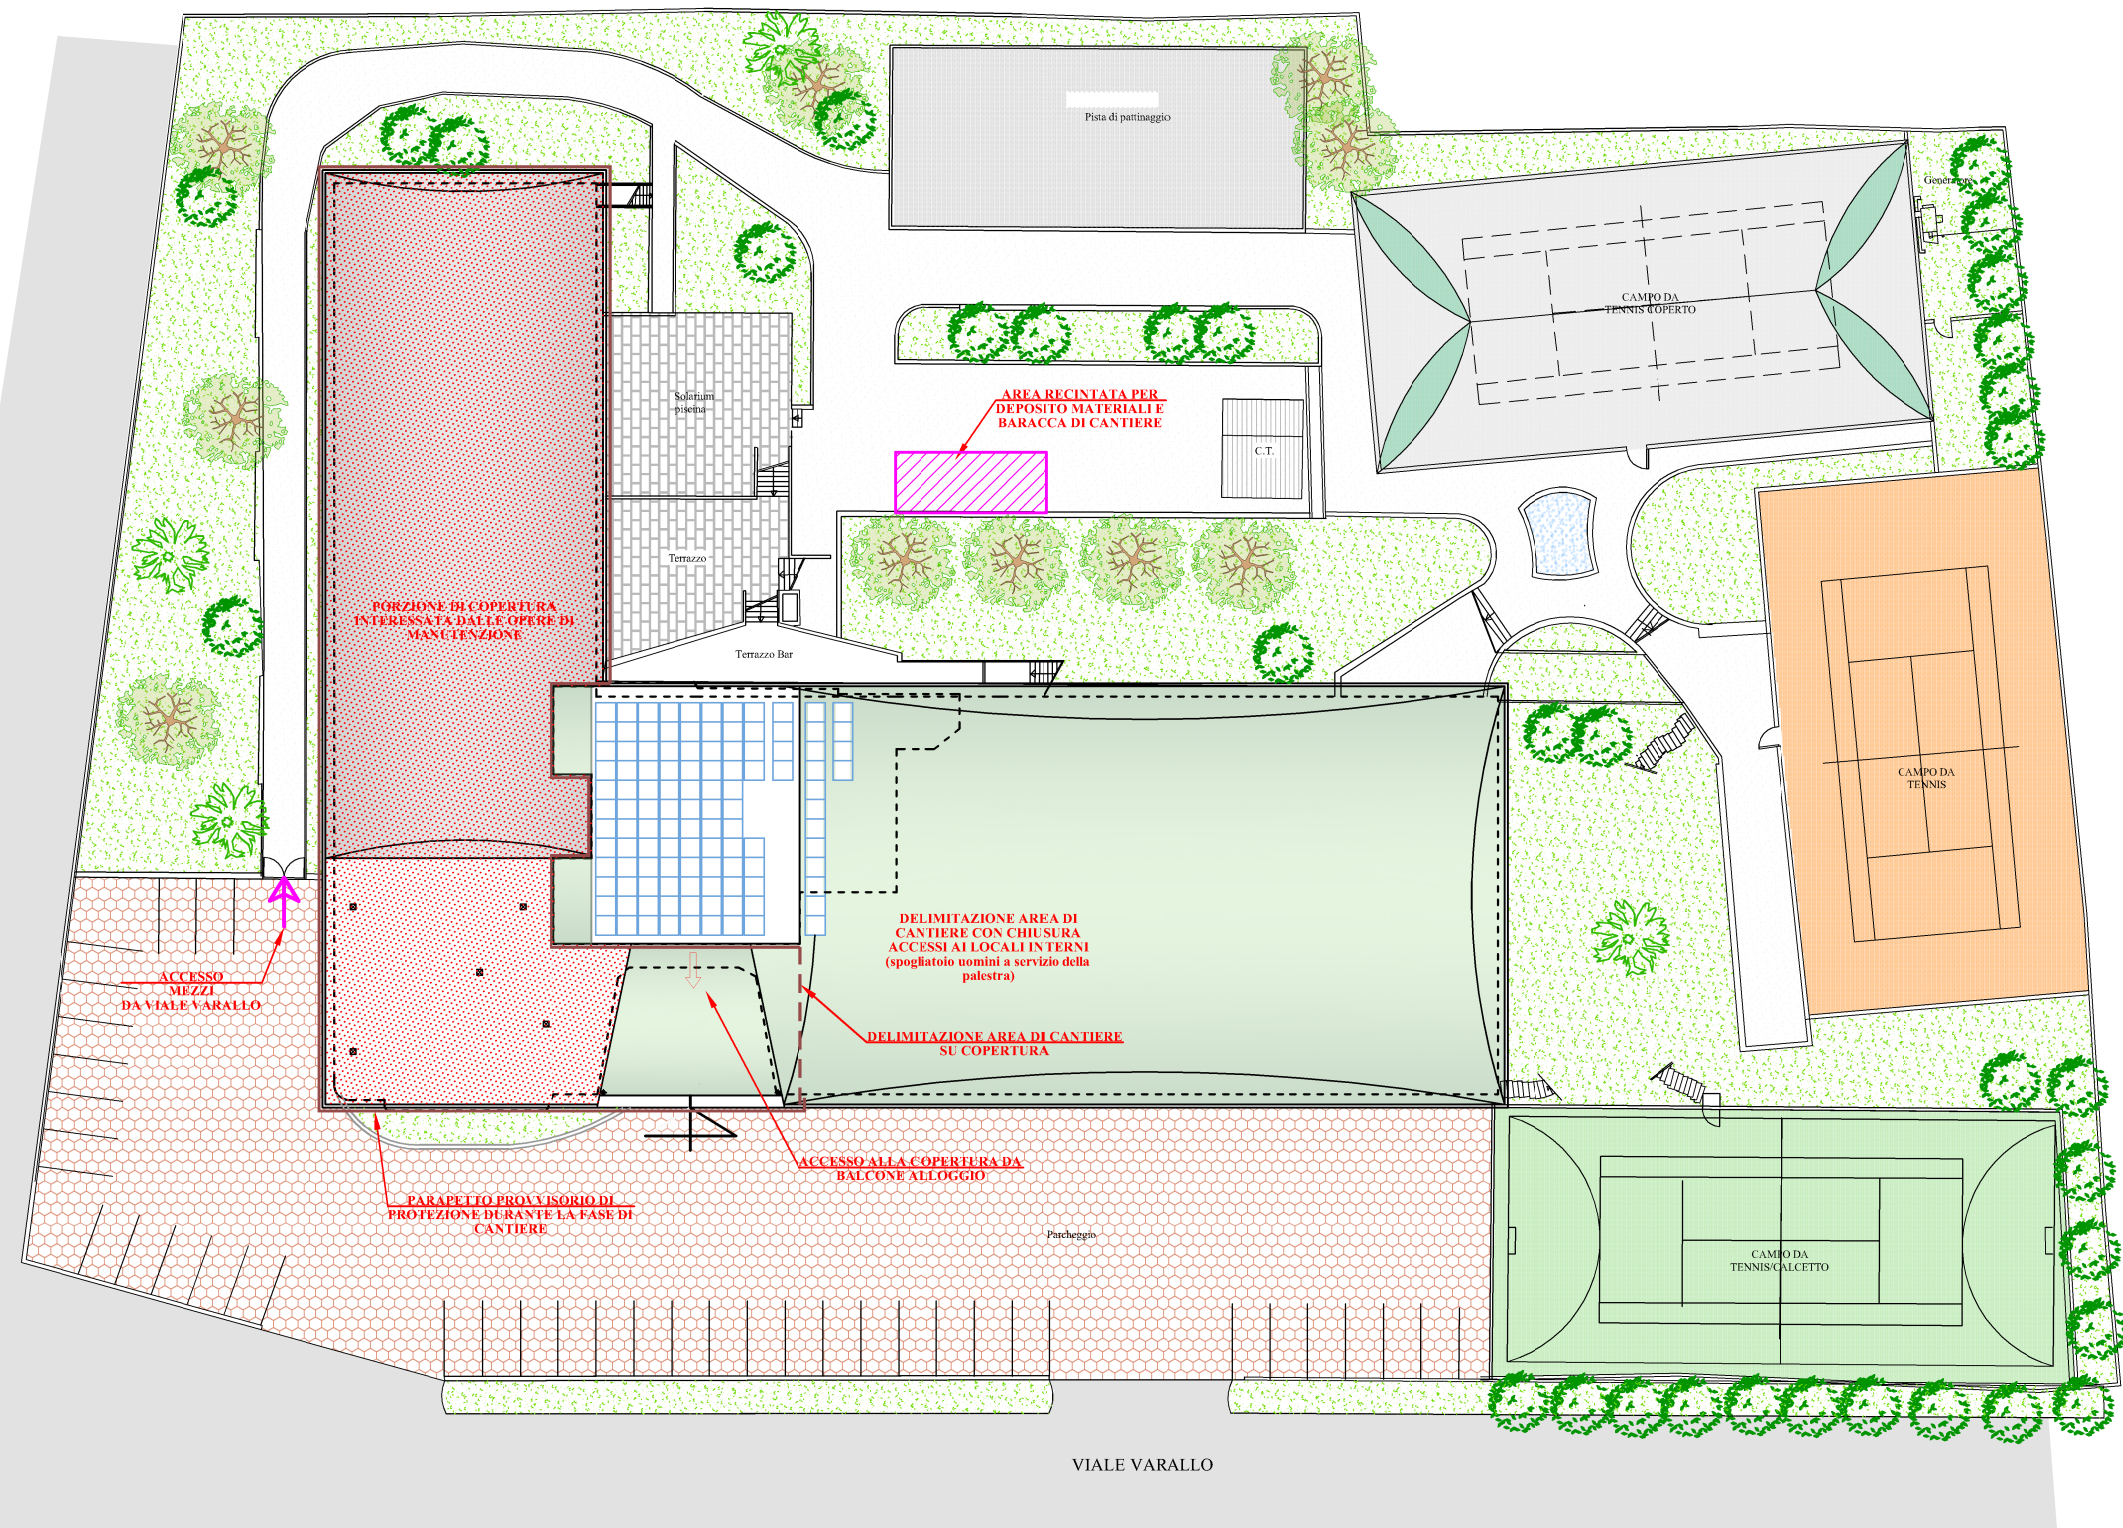 Pista di pattinaggio
Generatore
CAMPO DA
TENNIS COPERTO
Solarium
piscina
AREA RECINTATA PER
DEPOSITO MATERIALI E
BARACCA DI CANTIERE
C.T.
Terrazzo
PORZIONE DI COPERTURA
INTERESSATA DALLE OPERE DI
MANUTENZIONE
Terrazzo Bar
CAMPO DA
TENNIS
DELIMITAZIONE AREA DI
CANTIERE CON CHIUSURA
ACCESSI AI LOCALI INTERNI
(spogliatoio uomini a servizio della
palestra)
ACCESSO
MEZZI
DA VIALE VARALLO
DELIMITAZIONE AREA DI CANTIERE
SU COPERTURA
ACCESSO ALLA COPERTURA DA
BALCONE ALLOGGIO
PARAPETTO PROVVISORIO DI
PROTEZIONE DURANTE LA FASE DI
CANTIERE
Parcheggio
CAMPO DA
TENNIS/CALCETTO
VIALE VARALLO